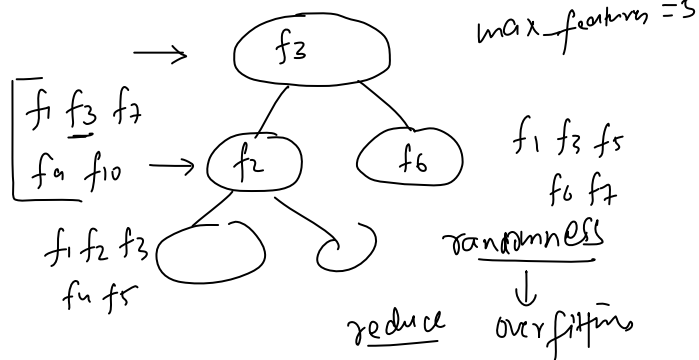 max_features = 5
f3
f1 f3 f7
f9 f10
f2
f6
f1 f3 f5
f6 f7
f1 f2 f3
f4 f5
randomness
reduce
overfitting